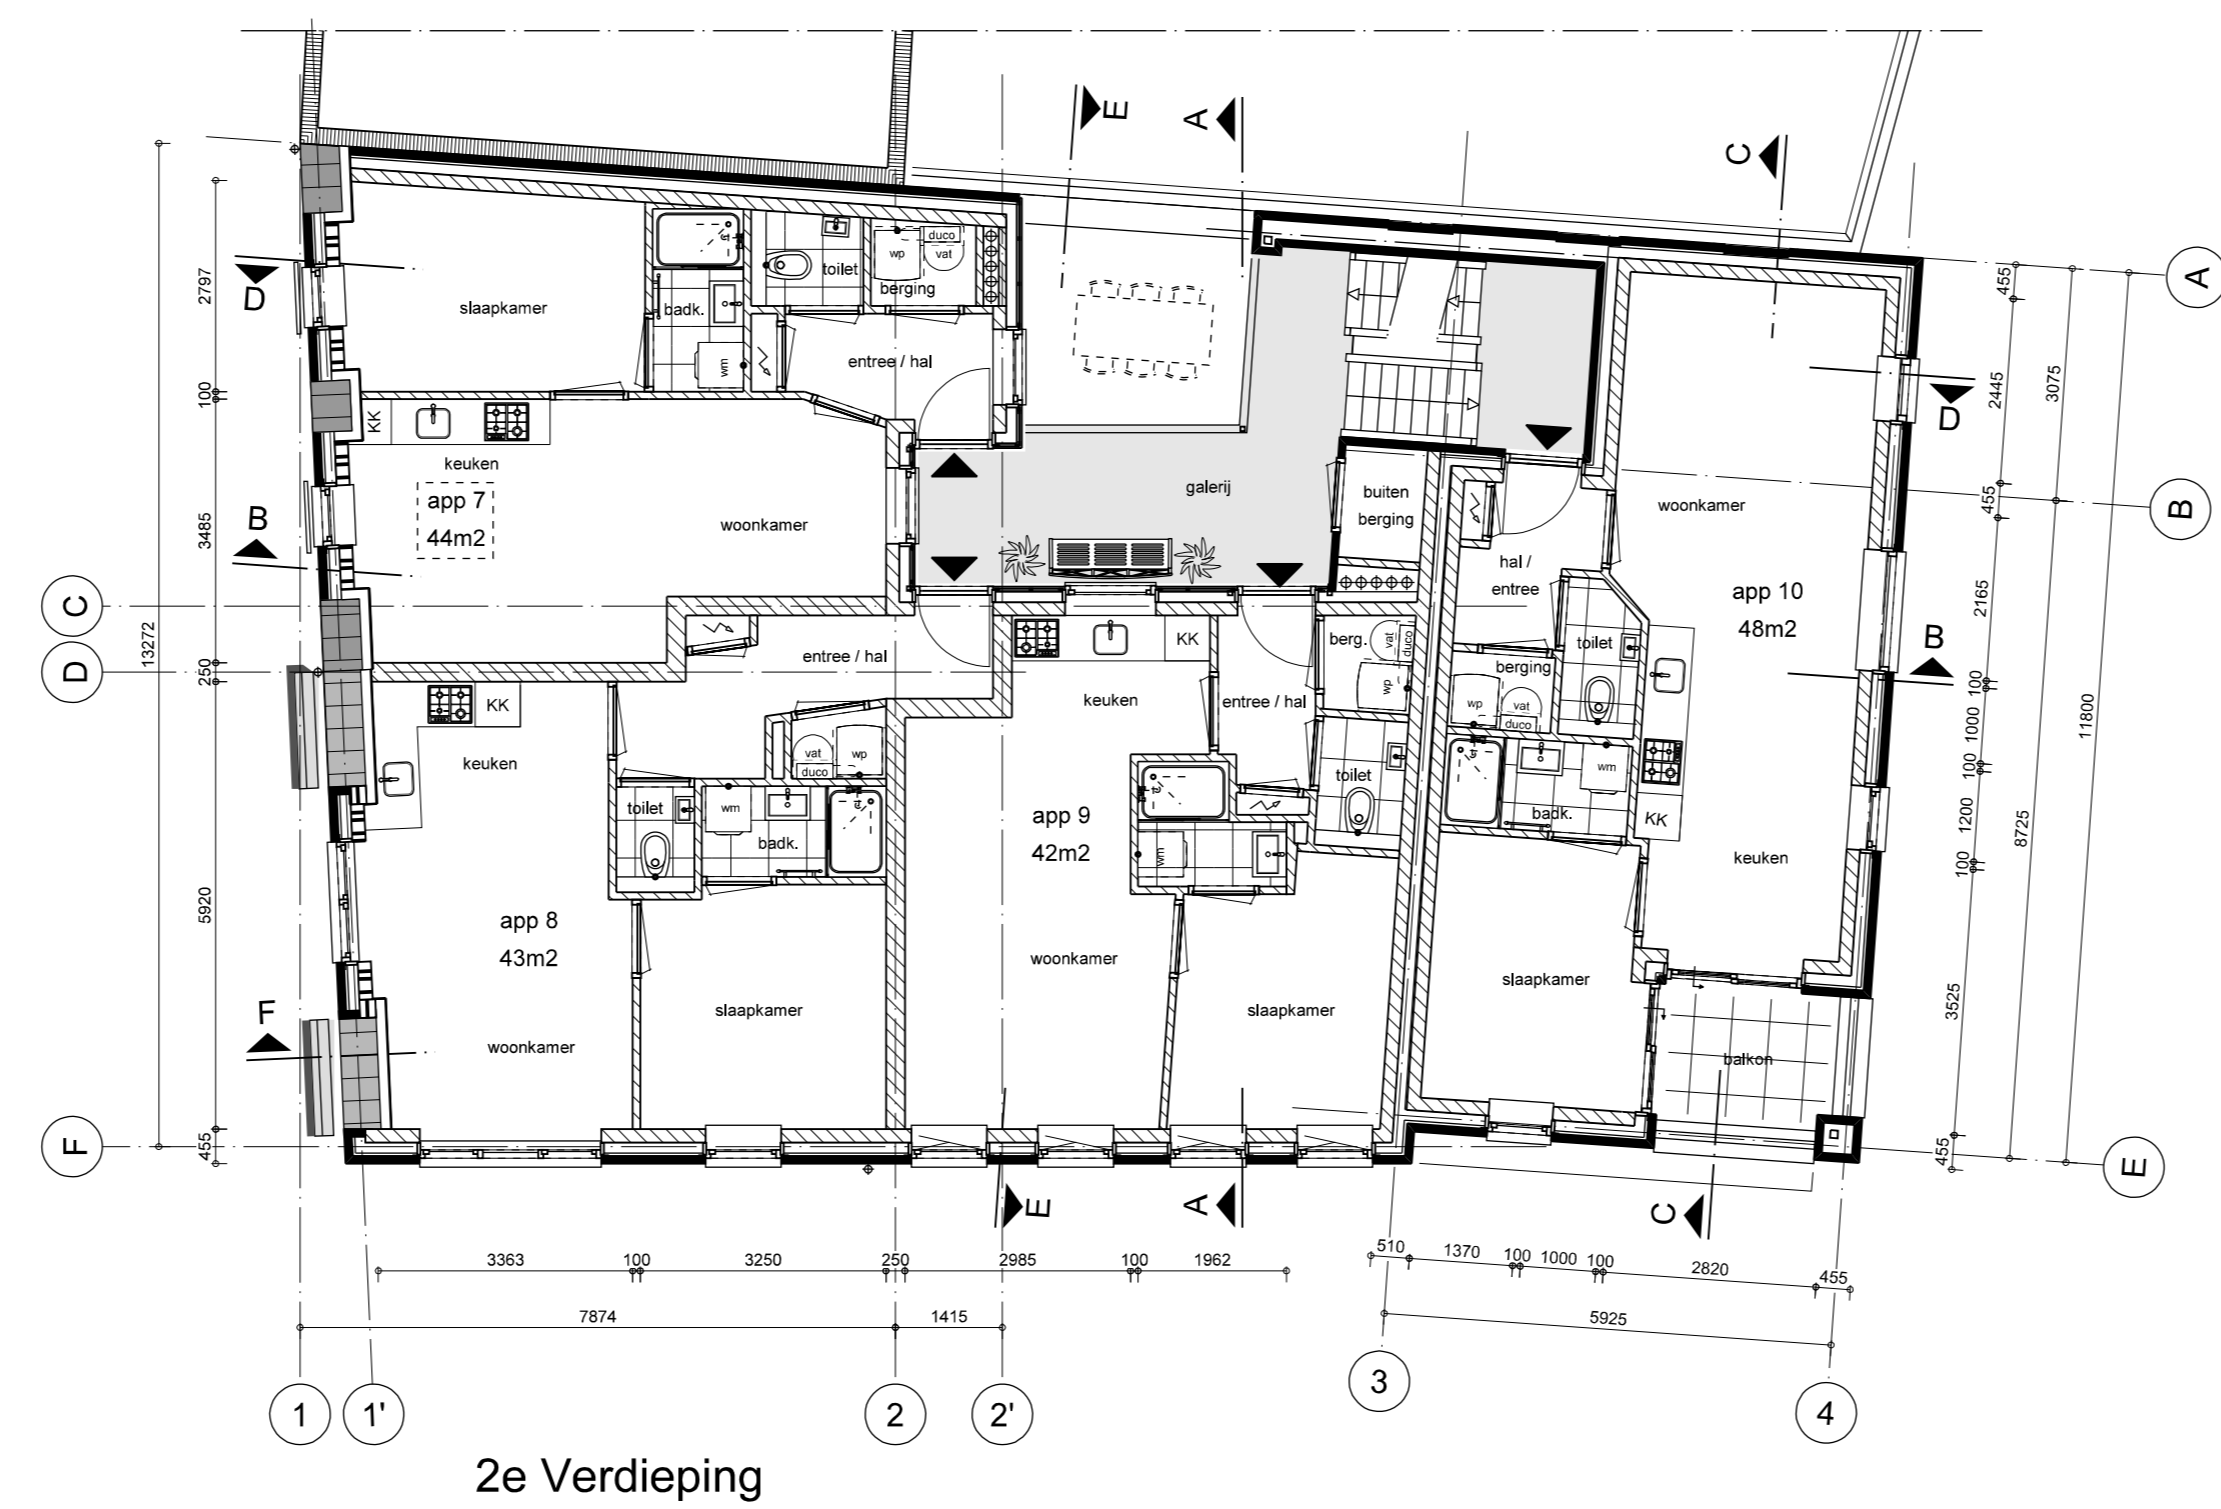 E
A
C
A
D
2797
slaapkamer
badk.
wm
toilet
wp
duco
vat
berging
entree / hal
100
KK
keuken
app 7
44m2
woonkamer
B
3485
galerij
buiten
berging
woonkamer
hal /
entree
app 10
48m2
toilet
berging
wp
vat
duco
wm
badk.
KK
keuken
slaapkamer
balkon
455
2445
3075
D
455
B
2165
B
100
1000
100
1200
100
8725
11800
3525
455
E
C
D
13272
250
5920
455
F
F
KK
keuken
entree / hal
vat
wp
duco
toilet
wm
badk.
app 8
43m2
slaapkamer
woonkamer
KK
keuken
entree / hal
berg.
vat
duco
wp
toilet
wm
app 9
42m2
woonkamer
slaapkamer
E
A
C
3363
100
3250
250
2985
100
1962
510
1370
100
1000
100
2820
455
7874
1415
5925
1
1'
2
2'
3
4
2e Verdieping